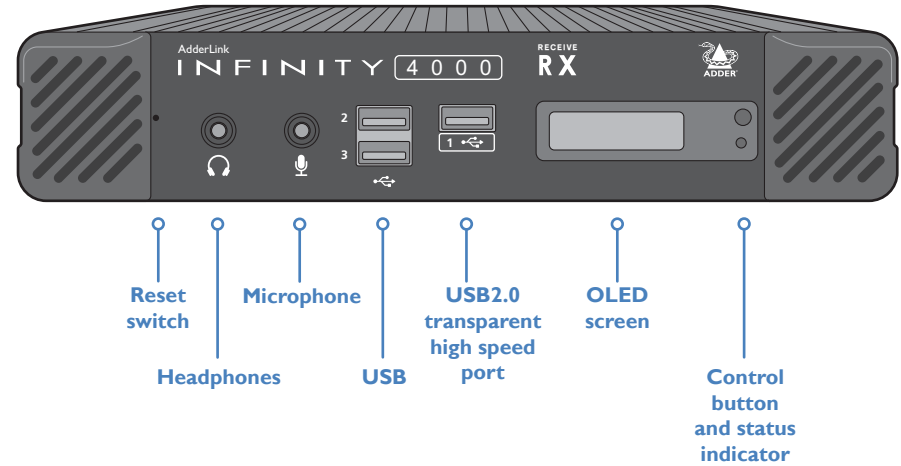 AdderLink
INFINITY 4000
RECEIVE
RX
ADDER
2
3
1
Reset
switch
Headphones
Microphone
USB
USB2.0
transparent
high speed
port
OLED
screen
Control
button
and status
indicator